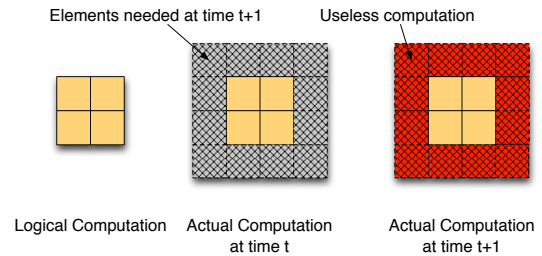 Elements needed at time t+1
Useless computation
Logical Computation
Actual Computation
at time t
Actual Computation
at time t+1